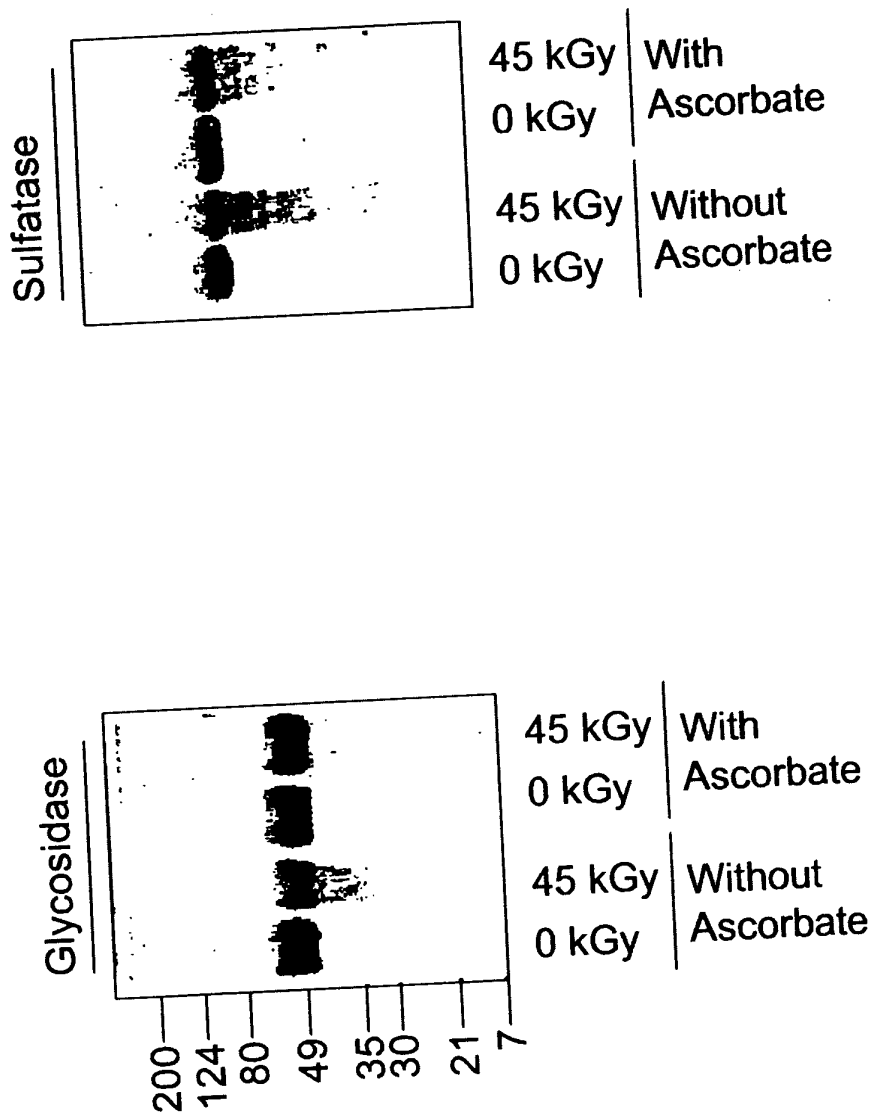 Sulfatase
45 kGy
With
0 kGy
Ascorbate
45 kGy
Without
0 kGy
Ascorbate
Glycosidase
45 kGy
With
0 kGy
Ascorbate
45 kGy
Without
0 kGy
Ascorbate
200
124
80
49
35
30
21
7